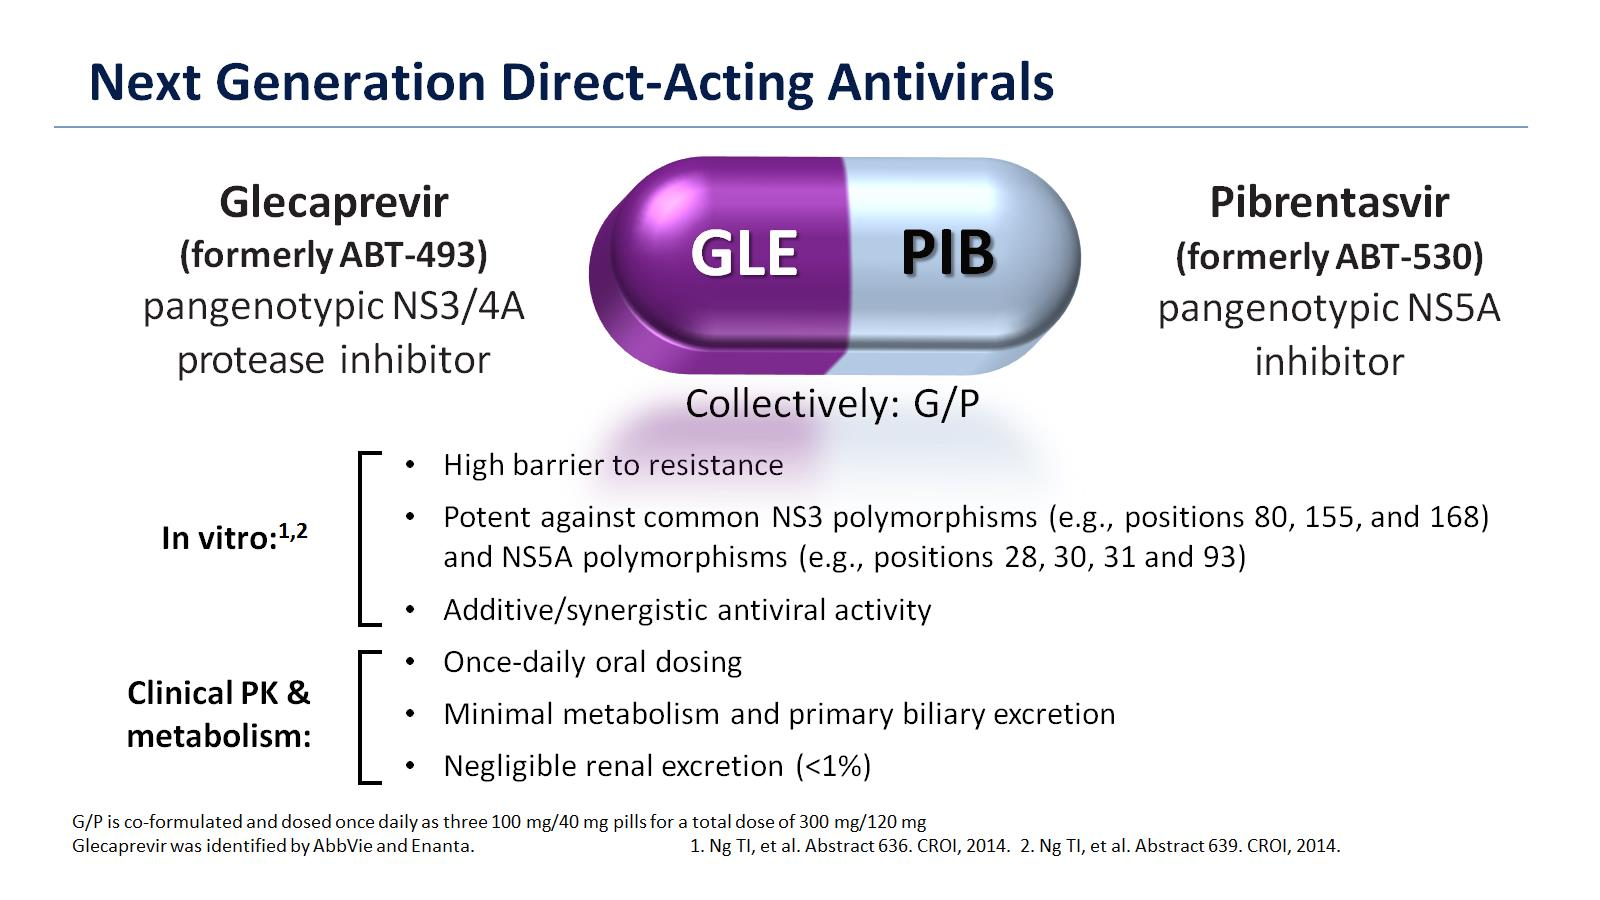 Next Generation Direct-Acting Antivirals
Glecaprevir
(formerly ABT-493)
pangenotypic NS3/4A
protease inhibitor
GLE
PIB
Collectively: G/P
Pibrentasvir
(formerly ABT-530)
pangenotypic NS5A
inhibitor
In vitro:1,2
• High barrier to resistance
• Potent against common NS3 polymorphisms (e.g., positions 80, 155, and 168)
and NS5A polymorphisms (e.g., positions 28, 30, 31 and 93)
• Additive/synergistic antiviral activity
Clinical PK &
metabolism:
• Once-daily oral dosing
• Minimal metabolism and primary biliary excretion
• Negligible renal excretion (<1%)
G/P is co-formulated and dosed once daily as three 100 mg/40 mg pills for a total dose of 300 mg/120 mg
Glecaprevir was identified by AbbVie and Enanta.
1. Ng TI, et al. Abstract 636. CROI, 2014. 2. Ng TI, et al. Abstract 639. CROI, 2014.